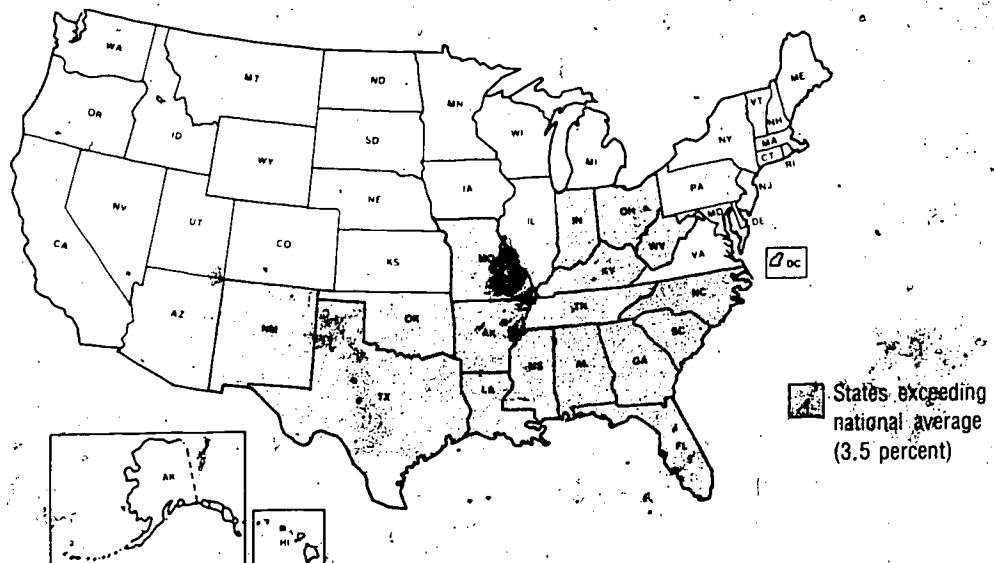 WA
MT
ND
MN
OR
ID
WY
SD
WI
MI
NY
VT
NH
ME
MA
CT
RI
NV
UT
CO
NE
IA
IL
IN
OH
PA
NJ
MD
DE
CA
KS
MO
KY
WV
VA
DC
AZ
NM
OK
AR
TN
NC
SC
TX
LA
MS
AL
GA
FL
AK
HI
States exceeding
national average
(3.5 percent)